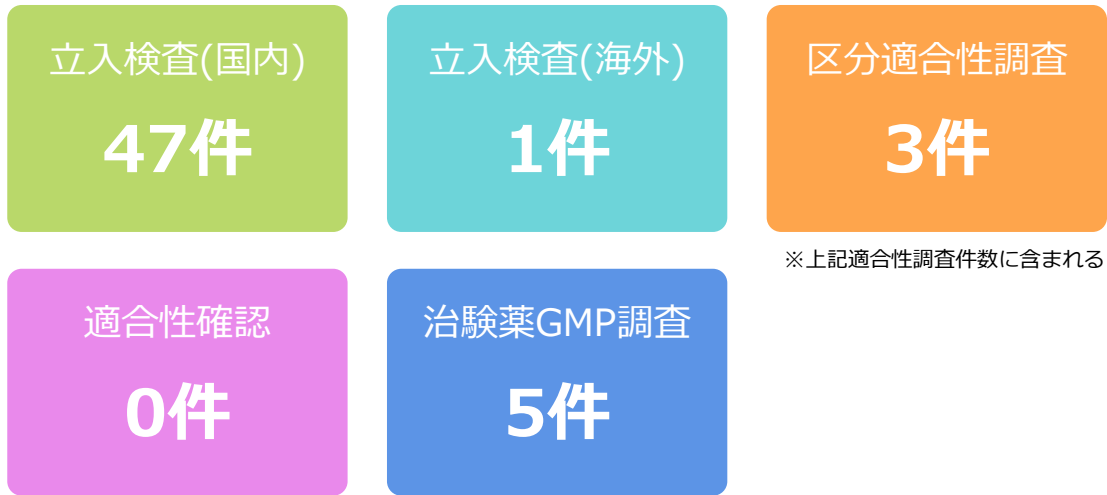 立入検査(国内)
47件
立入検査(海外)
1件
区分適合性調査
3件
※上記適合性調査件数に含まれる
適合性確認
0件
治験薬GMP調査
5件